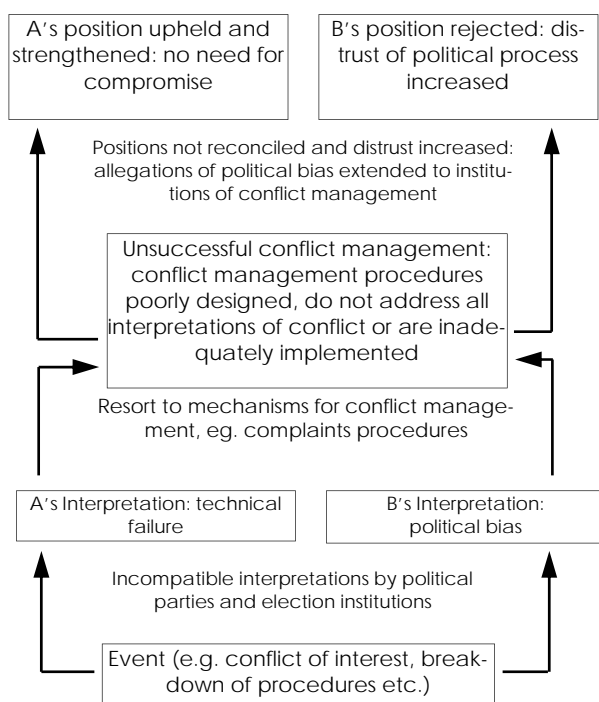 A's position upheld and
strengthened: no need for
compromise
B's position rejected: dis-
trust of political process
increased
Positions not reconciled and distrust increased:
allegations of political bias extended to institu-
tions of conflict management
Unsuccessful conflict management:
conflict management procedures
poorly designed, do not address all
interpretations of conflict or are inade-
quately implemented
Resort to mechanisms for conflict manage-
ment, eg. complaints procedures
A's Interpretation: technical
failure
B's Interpretation:
political bias
Incompatible interpretations by political
parties and election institutions
Event (e.g. conflict of interest, break-
down of procedures etc.)